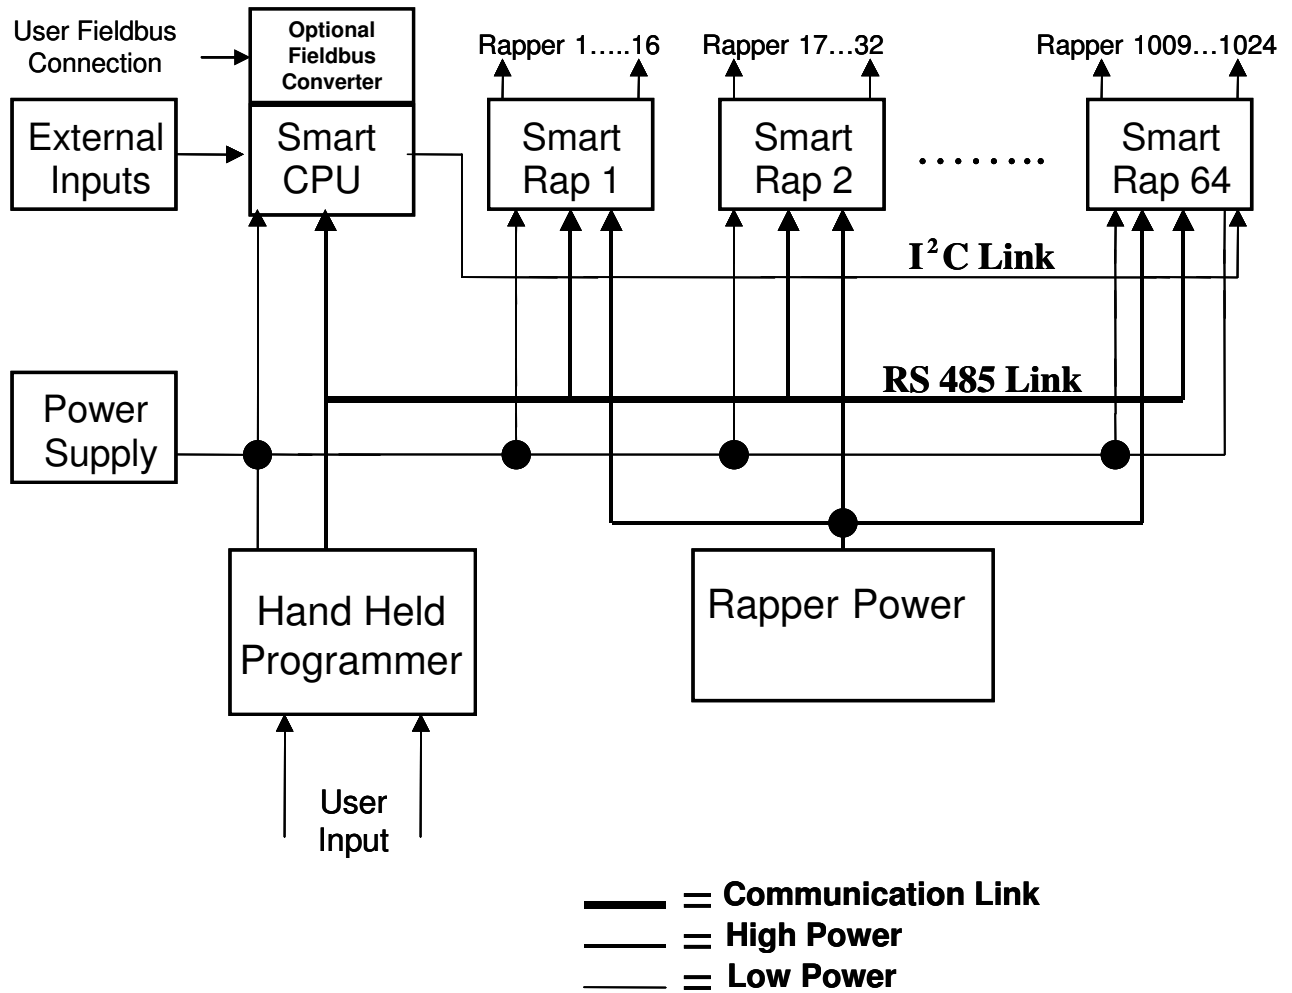 User Fieldbus
Connection
Optional
Fieldbus
Converter
Rapper 1.....16
Rapper 17...32
Rapper 1009...1024
External
Inputs
Smart
CPU
Smart
Rap 1
Smart
Rap 2
........
Smart
Rap 64
I²C Link
RS 485 Link
Power
Supply
Hand Held
Programmer
Rapper Power
User
Input
= Communication Link
= High Power
= Low Power